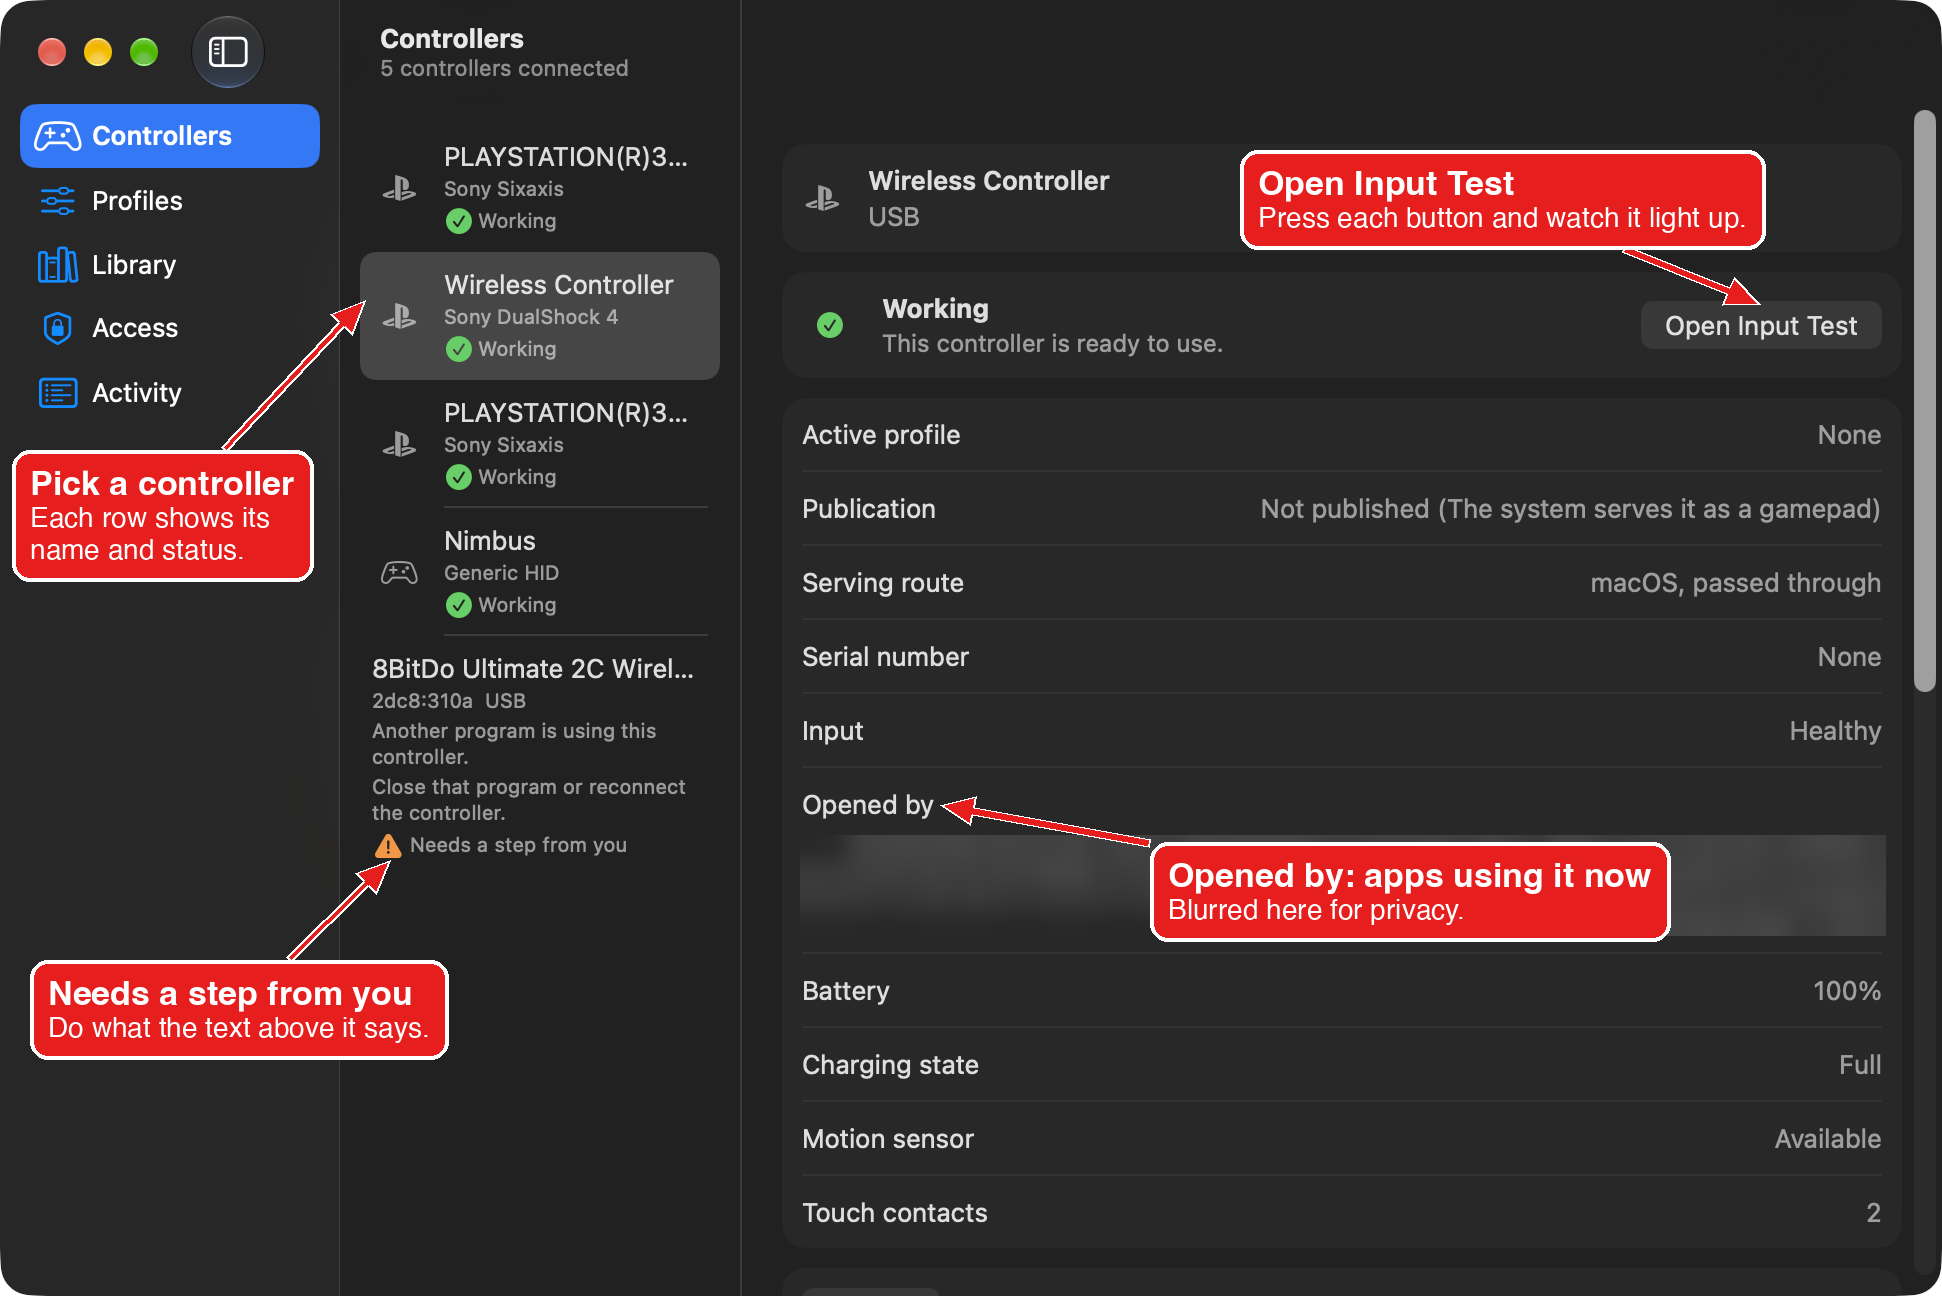 Controllers
Profiles
Library
Access
Activity
Pick a controller
Each row shows its
name and status.
Controllers
5 controllers connected
PLAYSTATION(R)3...
Sony Sixaxis
Working
Wireless Controller
Sony DualShock 4
Working
PLAYSTATION(R)3...
Sony Sixaxis
Working
Nimbus
Generic HID
Working
8BitDo Ultimate 2C Wirel...
2dc8:310a USB
Another program is using this
controller.
Close that program or reconnect
the controller.
Needs a step from you
Needs a step from you
Do what the text above it says.
Wireless Controller
USB
Open Input Test
Press each button and watch it light up.
Working
This controller is ready to use.
Open Input Test
Active profile None
Publication Not published (The system serves it as a gamepad)
Serving route macOS, passed through
Serial number None
Input Healthy
Opened by
Opened by: apps using it now
Blurred here for privacy.
Battery 100%
Charging state Full
Motion sensor Available
Touch contacts 2